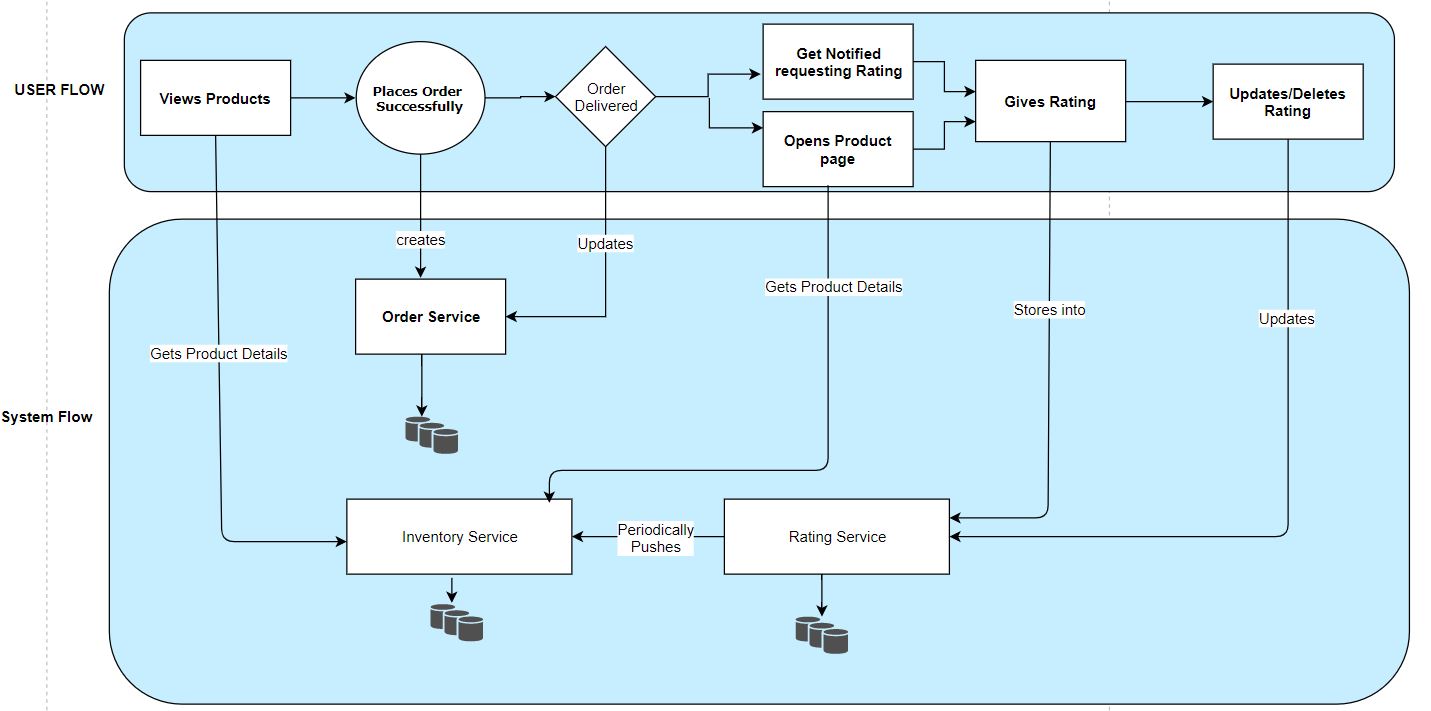 USER FLOW
Views Products
Places Order
Successfully
Order
Delivered
Get Notified
requesting Rating
Opens Product
page
Gives Rating
Updates/Deletes
Rating
creates
Updates
Gets Product Details
Stores into
Updates
Order Service
Gets Product Details
System Flow
Inventory Service
Periodically
Pushes
Rating Service